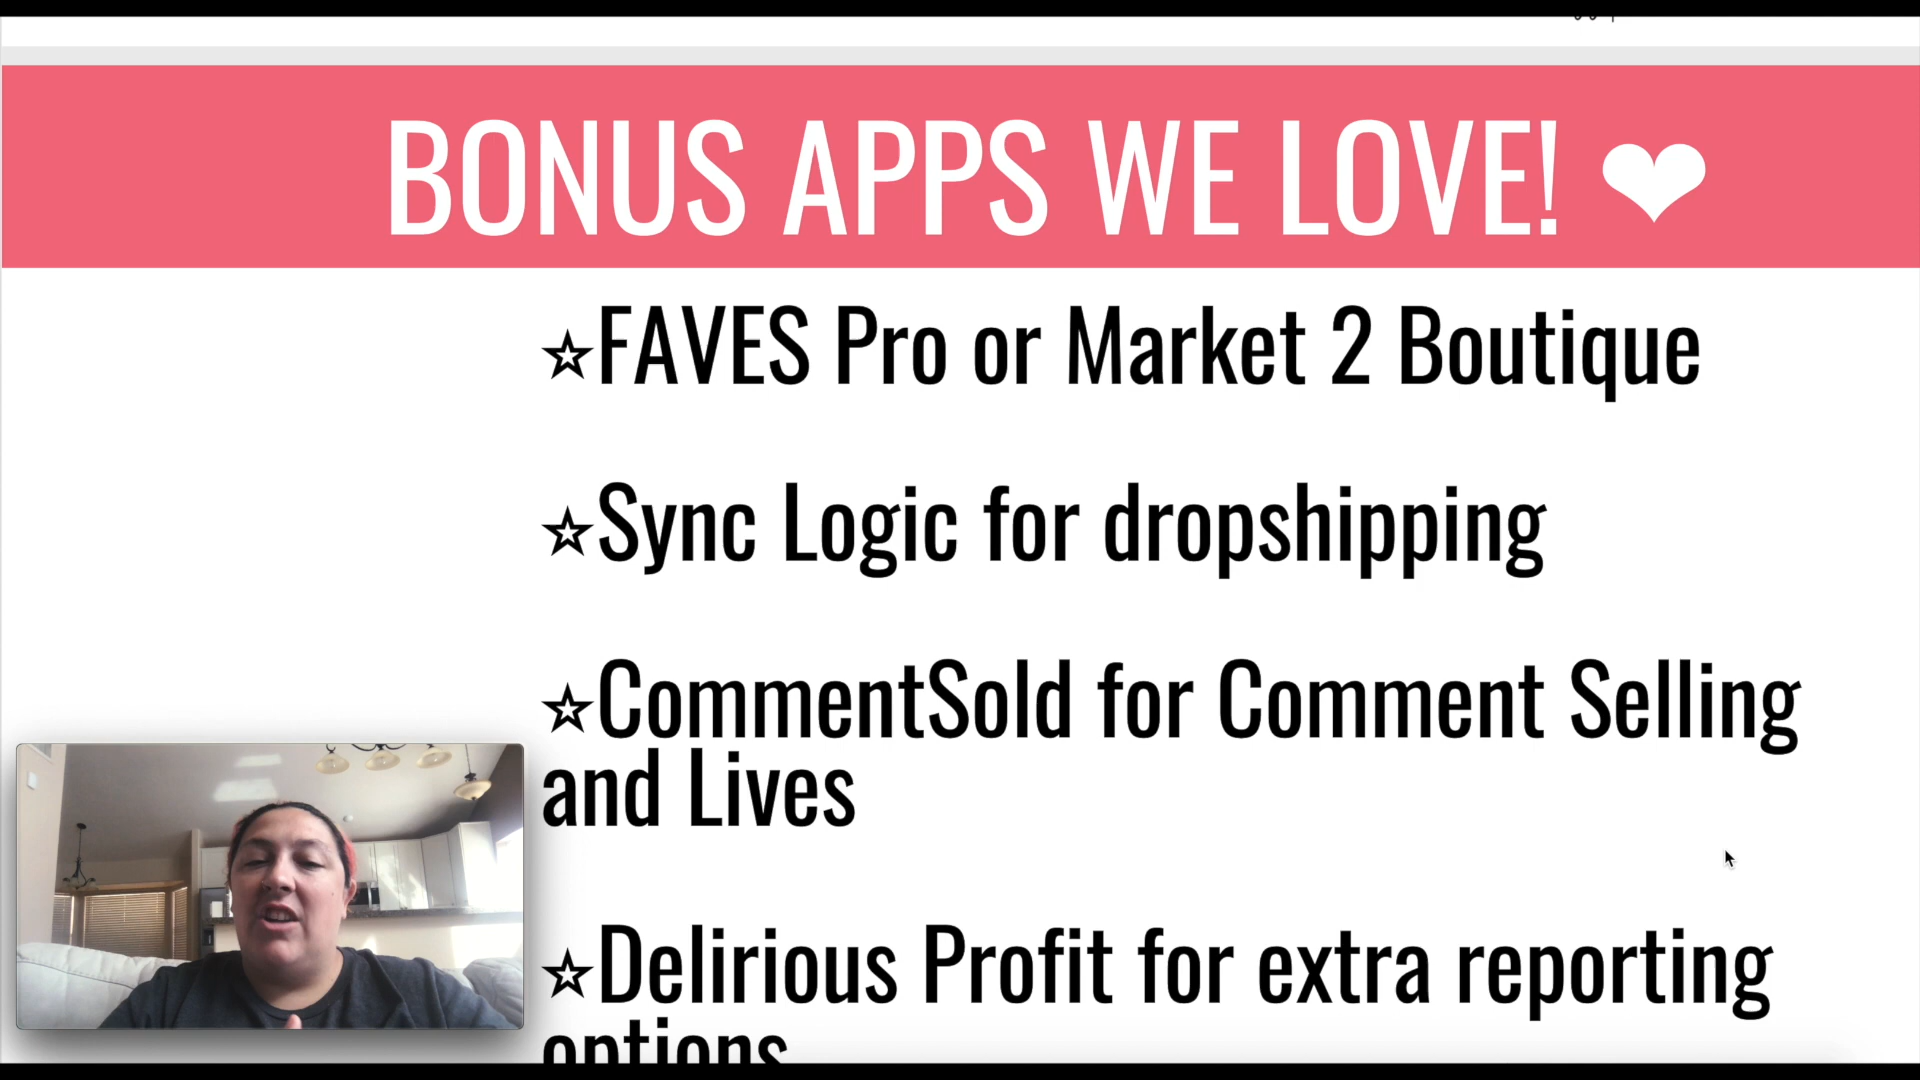 BONUS APPS WE LOVE! ❤
☆FAVES Pro or Market 2 Boutique
☆Sync Logic for dropshipping
☆CommentSold for Comment Selling
and Lives
☆Delirious Profit for extra reporting
options